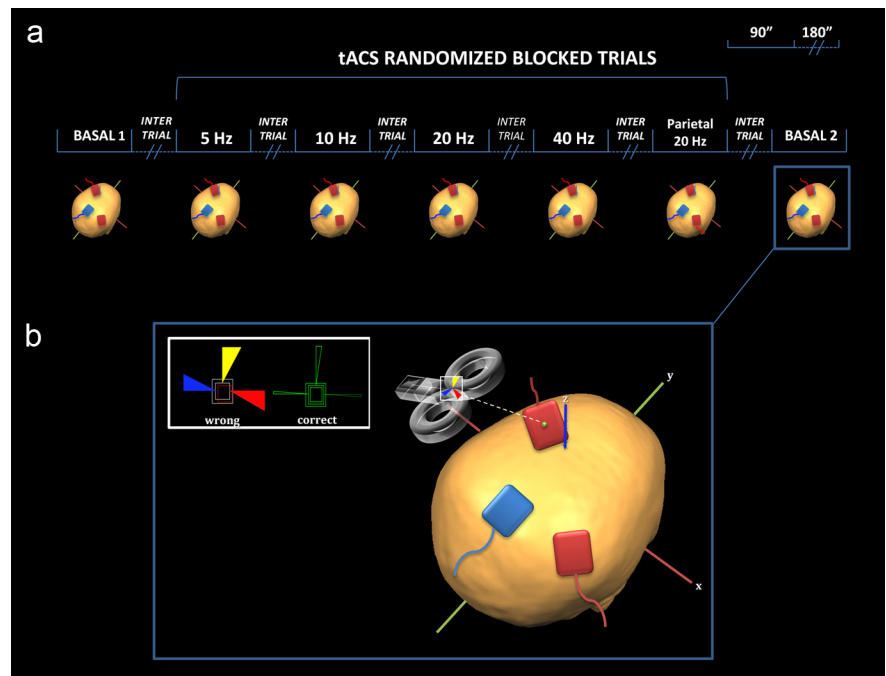 a
90” 180”
tACS RANDOMIZED BLOCKED TRIALS
BASAL 1 INTER TRIAL 5 Hz INTER TRIAL 10 Hz INTER TRIAL 20 Hz INTER TRIAL 40 Hz INTER TRIAL Parietal 20 Hz INTER TRIAL BASAL 2
b
wrong correct
z
y
x